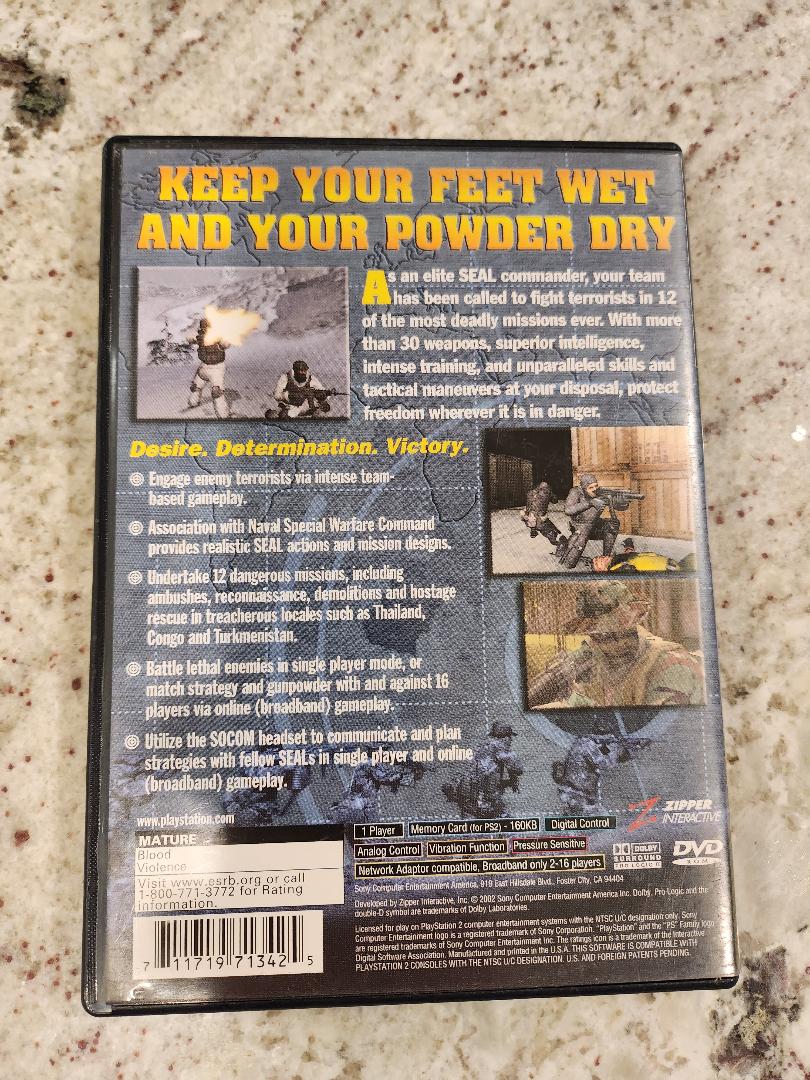 KEEP YOUR FEET WET
AND YOUR POWDER DRY
As an elite SEAL commander, your team
has been called to fight terrorists in 12
of the most deadly missions ever. With more
than 30 weapons, superior intelligence,
intense training, and unparalleled skills and
tactical maneuvers at your disposal, protect
freedom wherever it is in danger.
Desire. Determination. Victory.
Engage enemy terrorists via intense team-
based gameplay.
Association with Naval Special Warfare Command
provides realistic SEAL actions and mission designs.
Undertake 12 dangerous missions, including
ambushes, reconnaissance, demolitions and hostage
rescue in treacherous locales such as Thailand,
Congo and Turkmenistan.
Battle lethal enemies in single player mode, or
match strategy and gunpowder with and against 16
players via online (broadband) gameplay.
Utilize the SOCOM headset to communicate and plan
strategies with fellow SEALs in single player and online
(broadband) gameplay.
www.playstation.com
MATURE
Blood
Violence
Visit www.esrb.org or call
1-800-771-3772 for Rating
Information.
7 11719 71342 5
1 Player Memory Card (for PS2) - 160KB Digital Control
Analog Control Vibration Function Pressure Sensitive
Network Adaptor compatible, Broadband only 2-16 players
Z ZIPPER
INTERACTIVE
DOLBY
SURROUND
PRO LOGIC II
DVD
ROM
Sony Computer Entertainment America, 919 East Hillsdale Blvd., Foster City, CA 94404
Developed by Zipper Interactive, Inc. © 2002 Sony Computer Entertainment America Inc. Dolby, Pro Logic and the
double-D symbol are trademarks of Dolby Laboratories.
Licensed for play on PlayStation 2 computer entertainment systems with the NTSC U/C designation only. Sony
Computer Entertainment logo is a registered trademark of Sony Corporation. "PlayStation" and the "PS" Family logo
are registered trademarks of Sony Computer Entertainment Inc. The ratings icon is a trademark of the Interactive
Digital Software Association. Manufactured and printed in the U.S.A. THIS SOFTWARE IS COMPATIBLE WITH
PLAYSTATION 2 CONSOLES WITH THE NTSC U/C DESIGNATION. U.S. AND FOREIGN PATENTS PENDING.